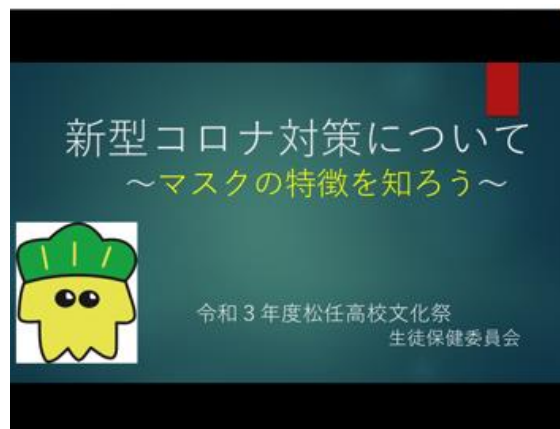 新型コロナ対策について
～マスクの特徴を知ろう～
令和３年度松任高校文化祭
生徒保健委員会